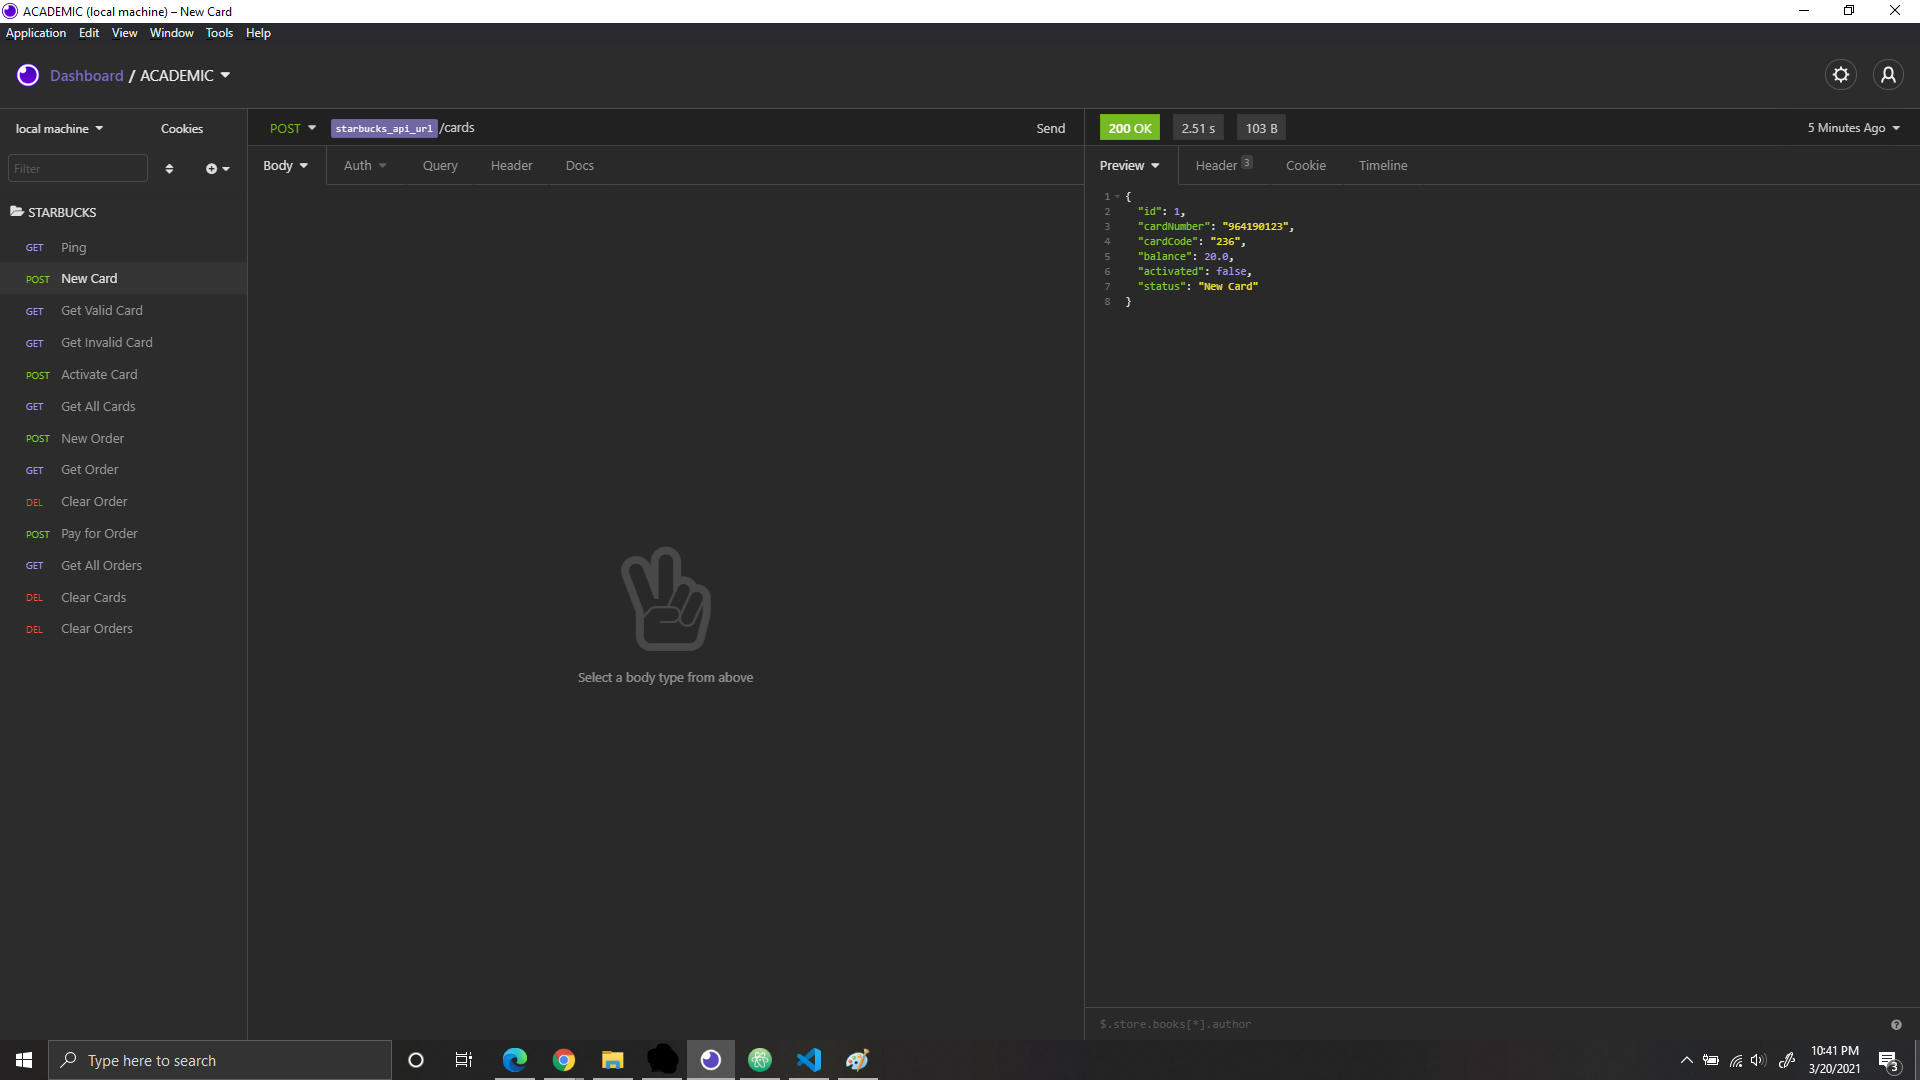 ACADEMIC (local machine) – New Card
Application Edit View Window Tools Help
Dashboard / ACADEMIC
local machine Cookies
Filter
STARBUCKS
GET Ping
POST New Card
GET Get Valid Card
GET Get Invalid Card
POST Activate Card
GET Get All Cards
POST New Order
GET Get Order
DEL Clear Order
POST Pay for Order
GET Get All Orders
DEL Clear Cards
DEL Clear Orders
POST starbucks_api_url/cards Send
Body Auth Query Header Docs
Select a body type from above
200 OK 2.51 s 103 B 5 Minutes Ago
Preview Header 3 Cookie Timeline
1 {
2 "id": 1,
3 "cardNumber": "964190123",
4 "cardCode": "236",
5 "balance": 20.0,
6 "activated": false,
7 "status": "New Card"
8 }
$.store.books[*].author
Type here to search
10:41 PM
3/20/2021
3